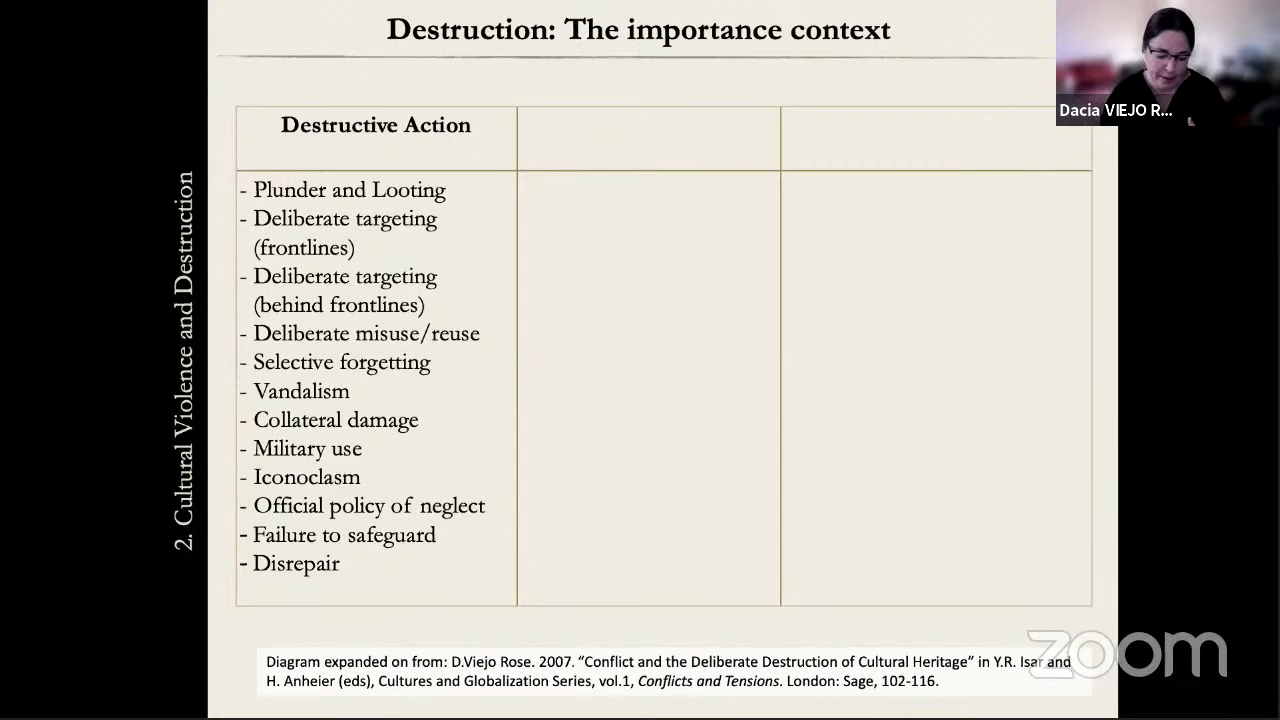 Destruction: The importance context
Dacia VIEJO R...
2. Cultural Violence and Destruction
Destructive Action
- Plunder and Looting
- Deliberate targeting
(frontlines)
- Deliberate targeting
(behind frontlines)
- Deliberate misuse/reuse
- Selective forgetting
- Vandalism
- Collateral damage
- Military use
- Iconoclasm
- Official policy of neglect
- Failure to safeguard
- Disrepair
Diagram expanded on from: D.Viejo Rose. 2007. “Conflict and the Deliberate Destruction of Cultural Heritage” in Y.R. Isar and
H. Anheier (eds), Cultures and Globalization Series, vol.1, Conflicts and Tensions. London: Sage, 102-116.
zoom